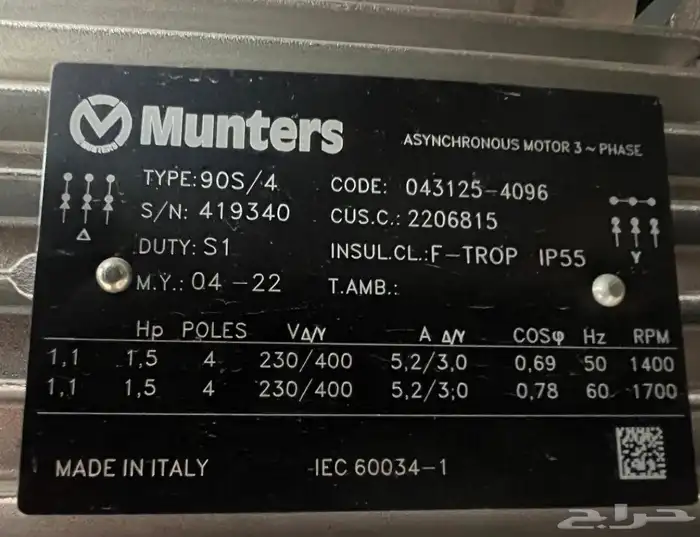 Munters
ASYNCHRONOUS MOTOR 3 ~ PHASE
TYPE:90S/4 CODE: 043125-4096
S/N: 419340 CUS.C.: 2206815
DUTY: S1 INSUL.CL.:F-TROP IP55
M.Y.: 04 -22 T.AMB.:
Δ
Y
Hp POLES V Δ/Y A Δ/Y COSφ Hz RPM
1,1 1,5 4 230/400 5,2/3,0 0,69 50 1400
1,1 1,5 4 230/400 5,2/3,0 0,78 60 1700
MADE IN ITALY IEC 60034-1
حراج